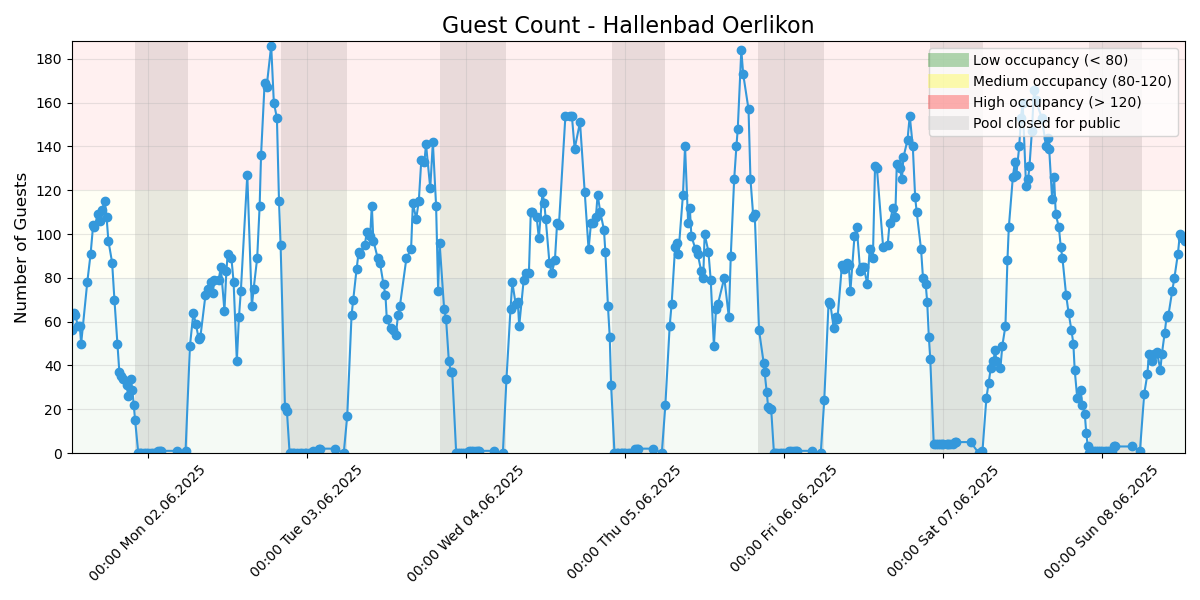 Guest Count - Hallenbad Oerlikon
Number of Guests
180
160
140
120
100
80
60
40
20
0
Low occupancy (< 80)
Medium occupancy (80-120)
High occupancy (> 120)
Pool closed for public
00:00 Mon 02.06.2025
00:00 Tue 03.06.2025
00:00 Wed 04.06.2025
00:00 Thu 05.06.2025
00:00 Fri 06.06.2025
00:00 Sat 07.06.2025
00:00 Sun 08.06.2025